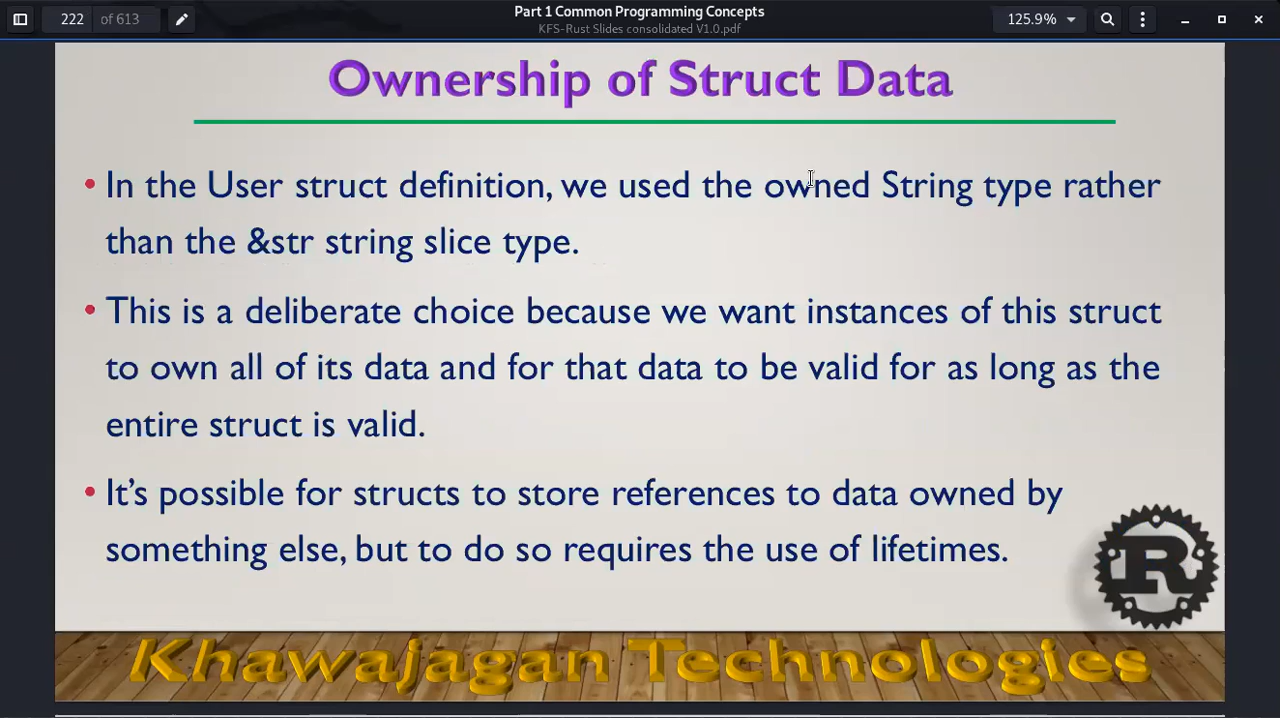 222 of 613
Part 1 Common Programming Concepts
KFS-Rust Slides consolidated V1.0.pdf
125.9%
Ownership of Struct Data
• In the User struct definition, we used the owned String type rather
than the &str string slice type.
• This is a deliberate choice because we want instances of this struct
to own all of its data and for that data to be valid for as long as the
entire struct is valid.
• It’s possible for structs to store references to data owned by
something else, but to do so requires the use of lifetimes.
R
Khawajagan Technologies